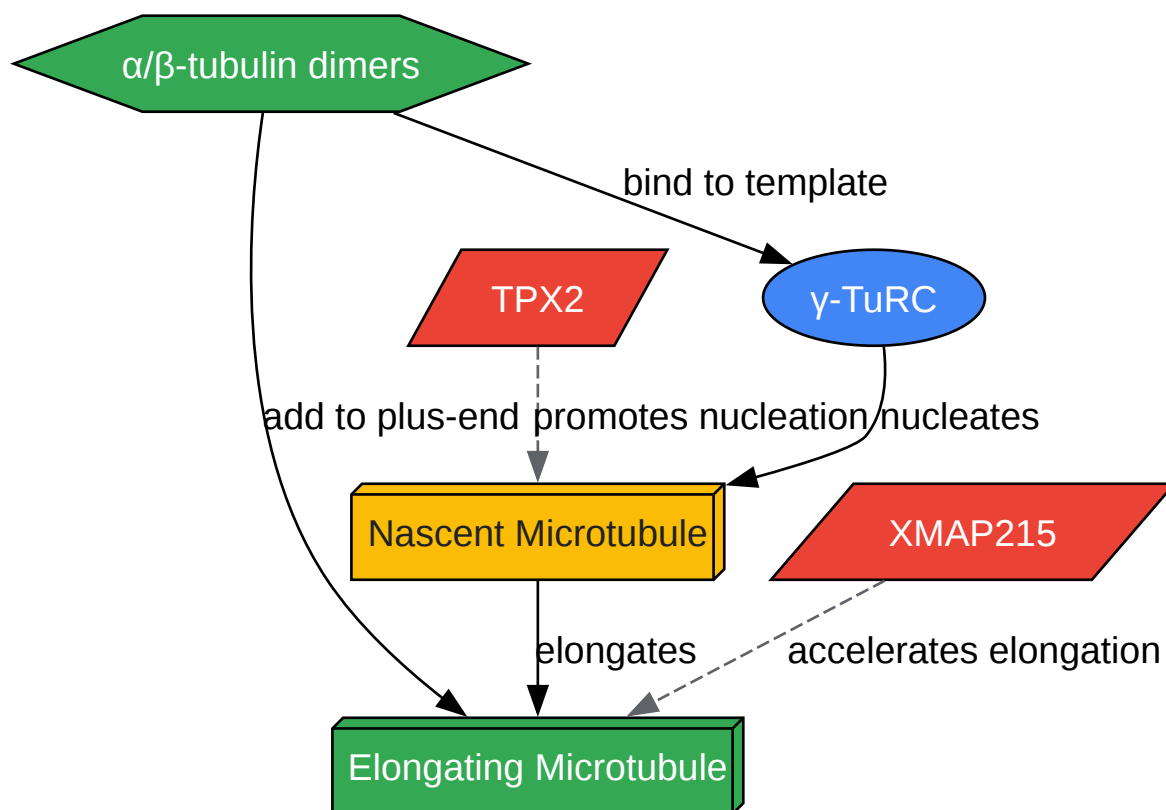 α/β-tubulin dimers
bind to template
TPX2
γ-TuRC
add to plus-end
promotes nucleation
nucleates
Nascent Microtubule
XMAP215
elongates
accelerates elongation
Elongating Microtubule